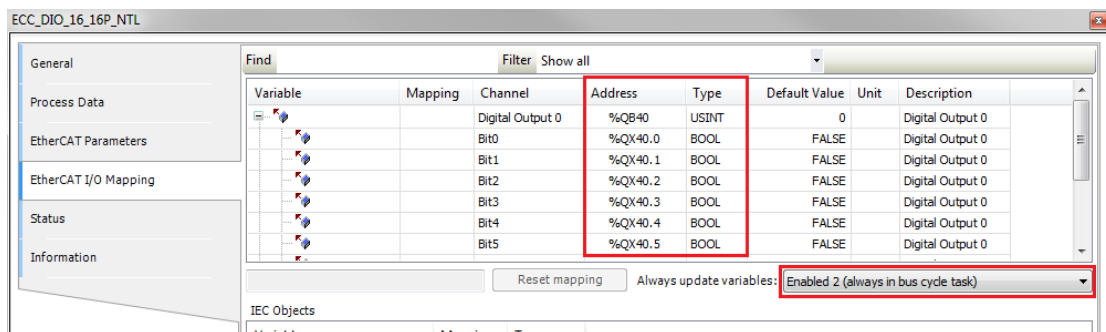 ECC_DIO_16_16P_NTL
General
Process Data
EtherCAT Parameters
EtherCAT I/O Mapping
Status
Information
Find Filter Show all
Variable Mapping Channel Address Type Default Value Unit Description
Digital Output 0 %QB40 USINT 0 Digital Output 0
Bit0 %QX40.0 BOOL FALSE Digital Output 0
Bit1 %QX40.1 BOOL FALSE Digital Output 0
Bit2 %QX40.2 BOOL FALSE Digital Output 0
Bit3 %QX40.3 BOOL FALSE Digital Output 0
Bit4 %QX40.4 BOOL FALSE Digital Output 0
Bit5 %QX40.5 BOOL FALSE Digital Output 0
Reset mapping Always update variables: Enabled 2 (always in bus cycle task)
IEC Objects